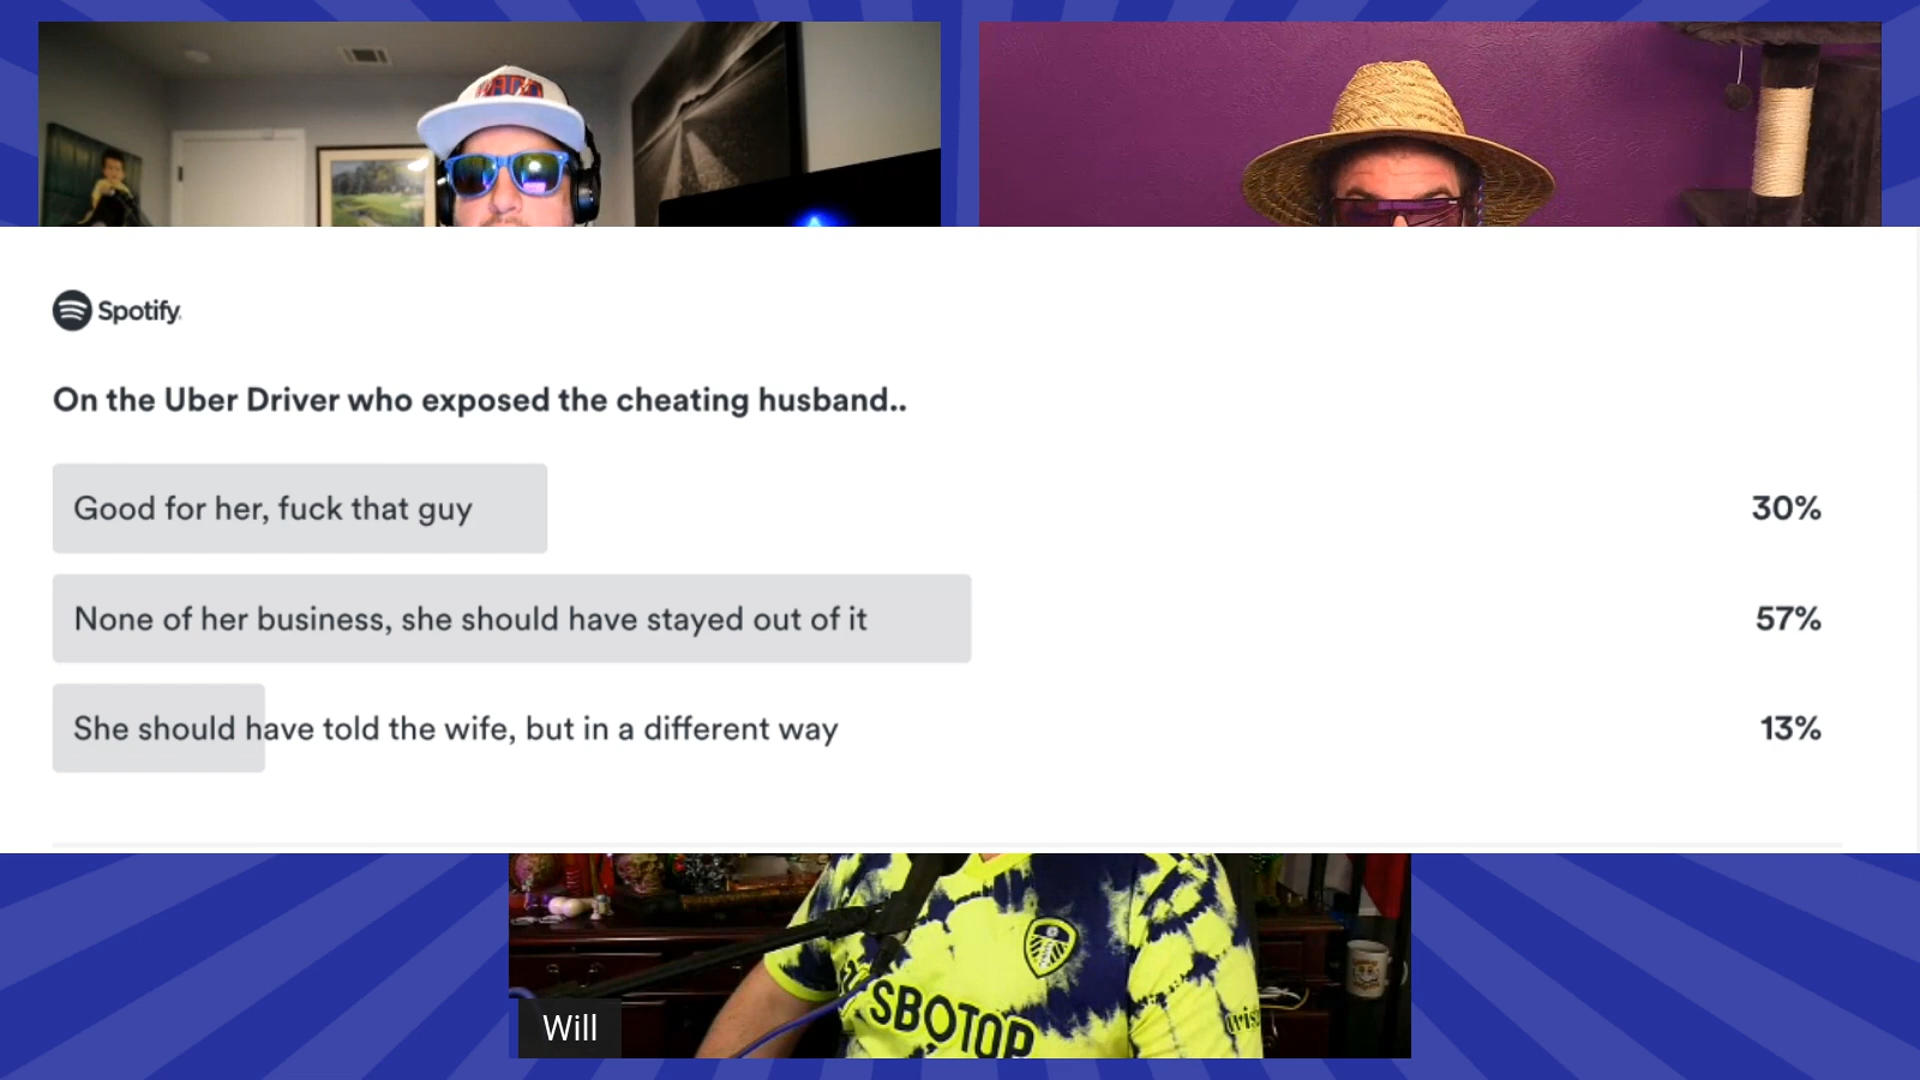 Spotify
On the Uber Driver who exposed the cheating husband..
Good for her, fuck that guy
30%
None of her business, she should have stayed out of it
57%
She should have told the wife, but in a different way
13%
SBOTOP
Will